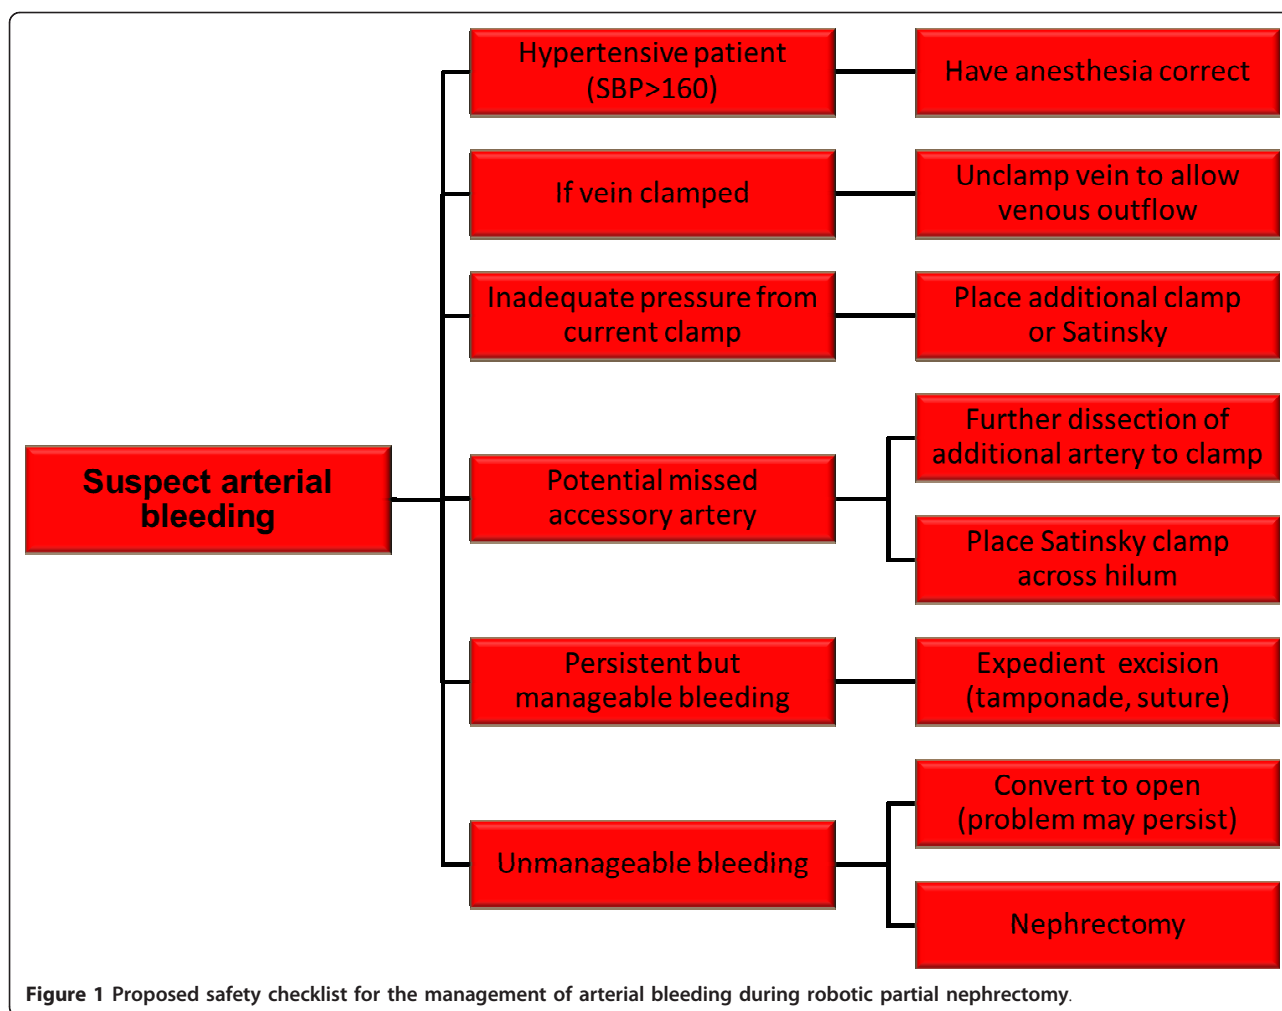 Suspect arterial
bleeding
Hypertensive patient
(SBP>160)
Have anesthesia correct
If vein clamped
Unclamp vein to allow
venous outflow
Inadequate pressure from
current clamp
Place additional clamp
or Satinsky
Potential missed
accessory artery
Further dissection of
additional artery to clamp
Place Satinsky clamp
across hilum
Persistent but
manageable bleeding
Expedient excision
(tamponade, suture)
Unmanageable bleeding
Convert to open
(problem may persist)
Nephrectomy
Figure 1 Proposed safety checklist for the management of arterial bleeding during robotic partial nephrectomy.